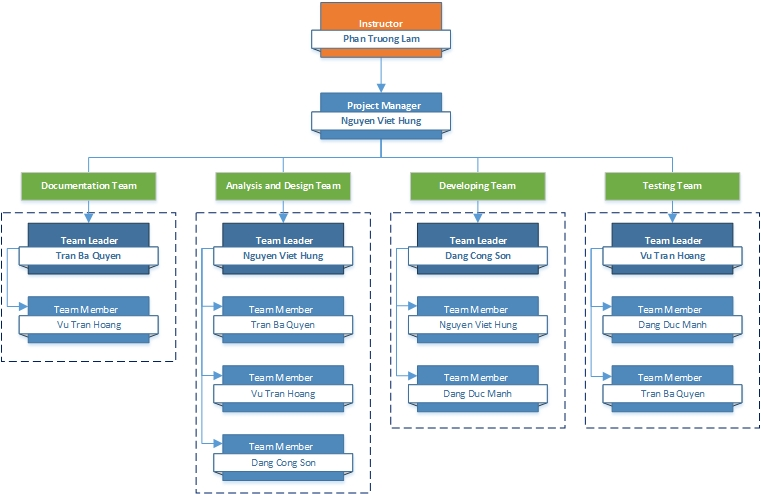 Instructor
Phan Truong Lam
Project Manager
Nguyen Viet Hung
Documentation Team
Analysis and Design Team
Developing Team
Testing Team
Team Leader
Tran Ba Quyen
Team Member
Vu Tran Hoang
Team Leader
Nguyen Viet Hung
Team Member
Tran Ba Quyen
Team Member
Vu Tran Hoang
Team Member
Dang Cong Son
Team Leader
Dang Cong Son
Team Member
Nguyen Viet Hung
Team Member
Dang Duc Manh
Team Leader
Vu Tran Hoang
Team Member
Dang Duc Manh
Team Member
Tran Ba Quyen